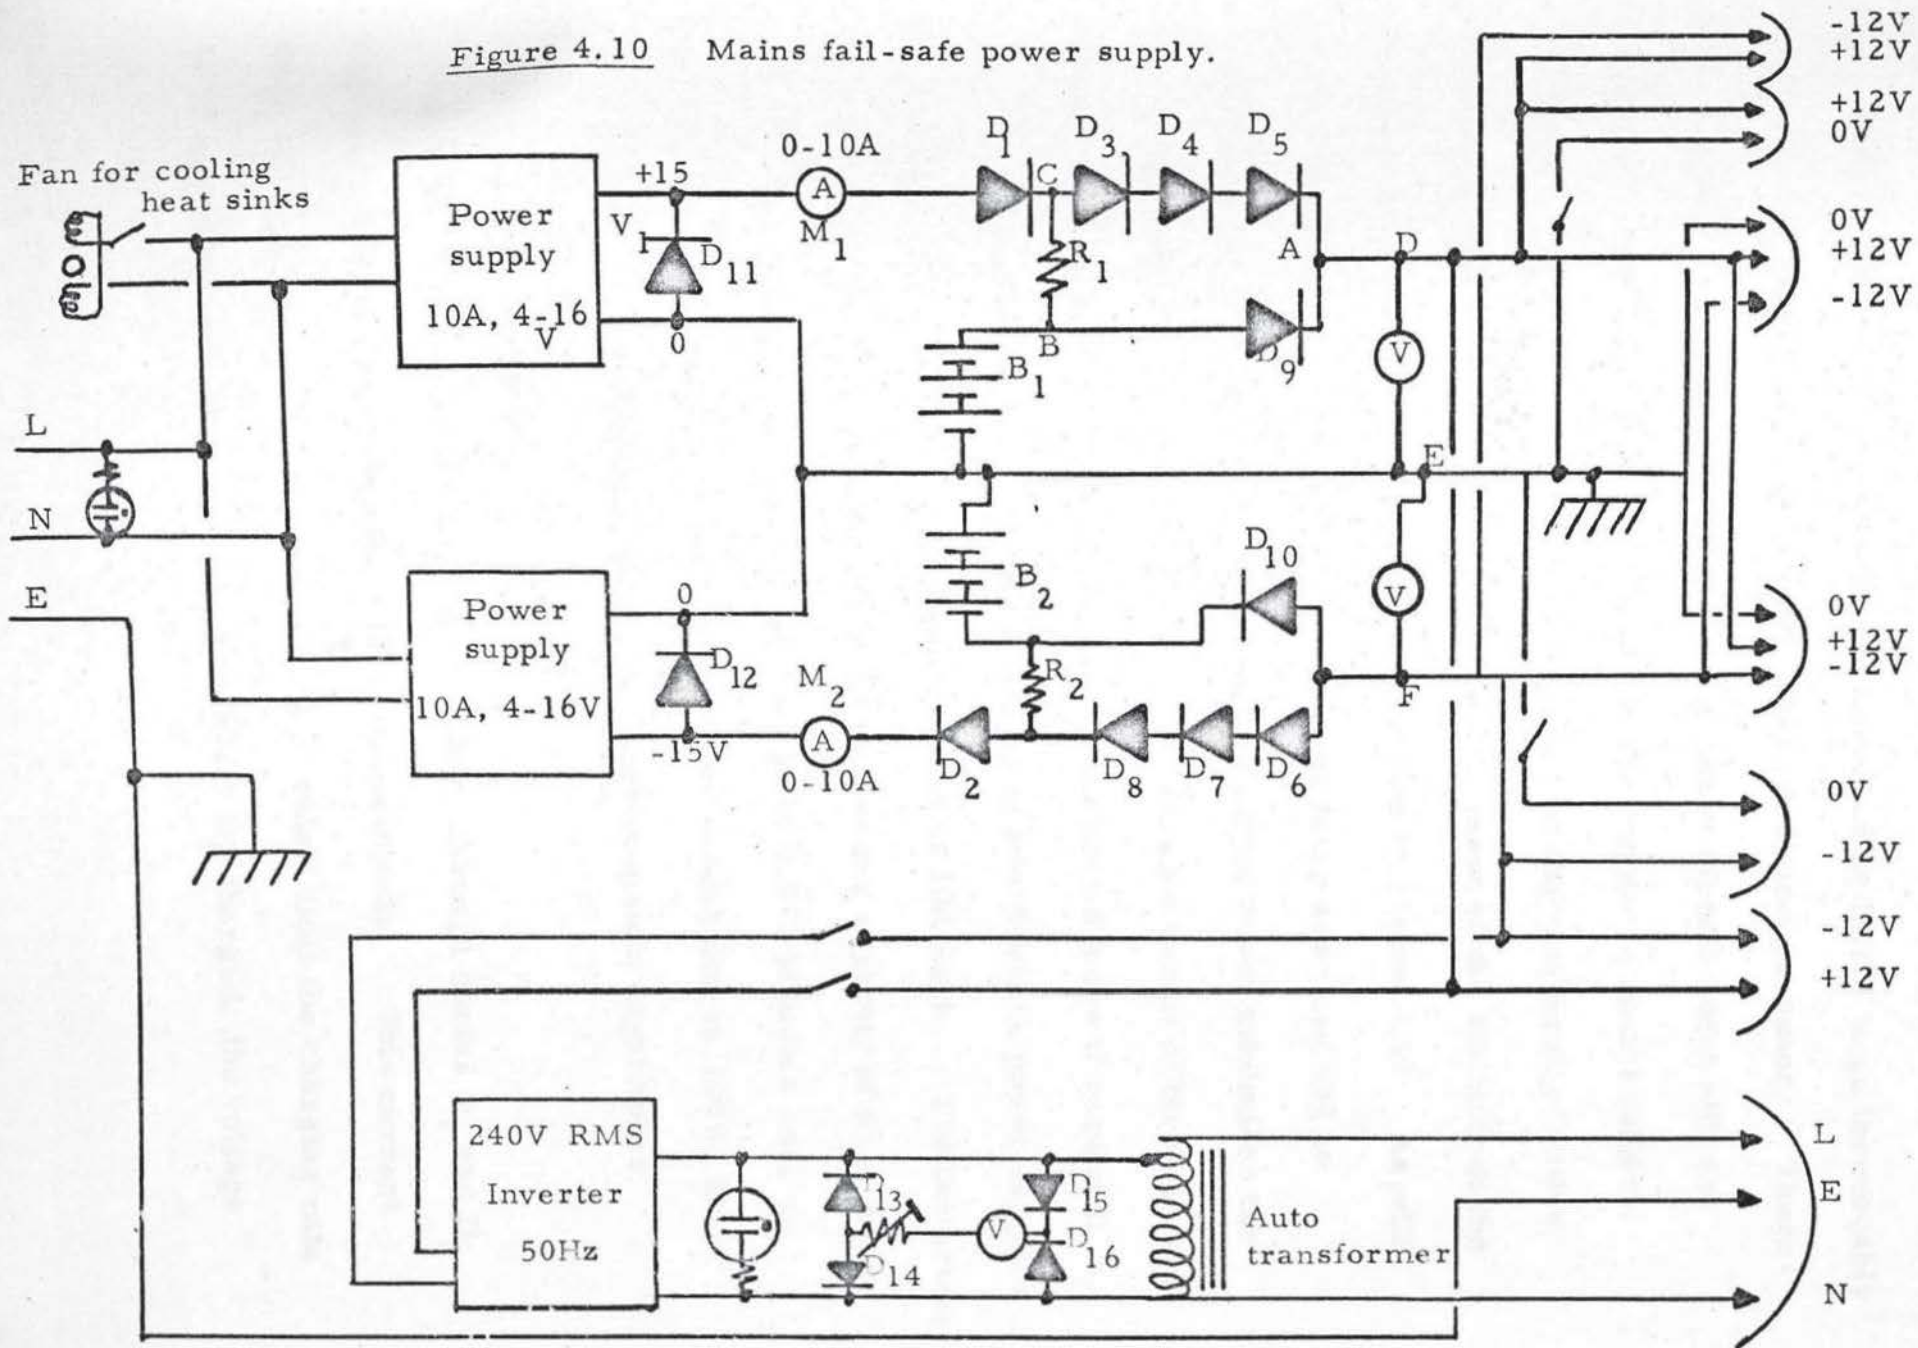 Figure 4.10 Mains fail-safe power supply.
Fan for cooling
heat sinks
Power
supply
10A, 4-16
V
+15
V1
D11
0
0-10A
A
M1
D1
C
D3
D4
D5
R1
B
A
D9
B1
D
V
E
L
N
E
B2
D10
V
F
Power
supply
10A, 4-16V
0
D12
-15V
M2
A
0-10A
R2
D2
D8
D7
D6
-12V
+12V
+12V
0V
0V
+12V
-12V
0V
+12V
-12V
0V
-12V
-12V
+12V
240V RMS
Inverter
50Hz
D13
D14
V
D15
D16
Auto
transformer
L
E
N